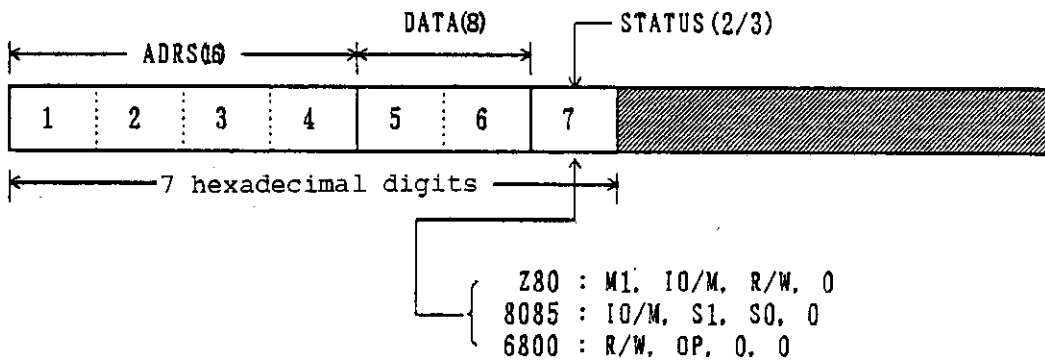 DATA(8)
STATUS(2/3)
ADRS(16)
1 2 3 4 5 6 7
7 hexadecimal digits
Z80 : M1, IO/M, R/W, 0
8085 : IO/M, S1, S0, 0
6800 : R/W, OP, 0, 0